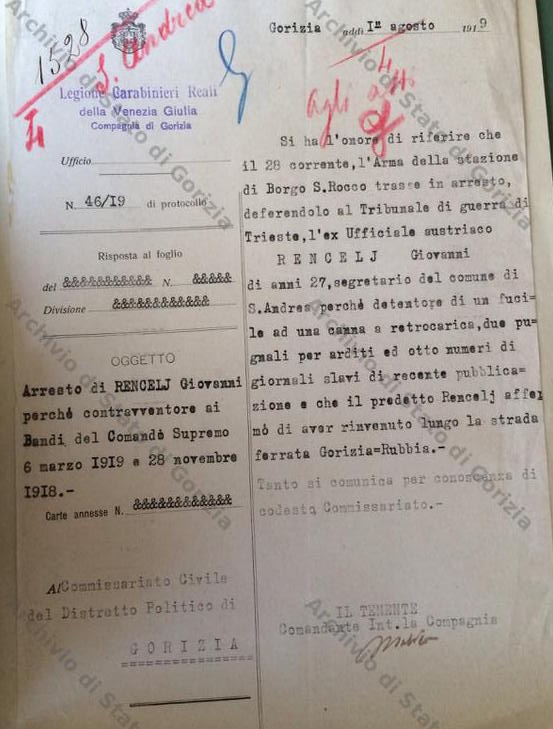 1528
S. Andrea
Legione Carabinieri Reali
della Venezia Giulia
Compagnia di Gorizia
Ufficio
N. 46/I9 di protocollo
Risposta al foglio
del &&&&&&&&&&& N. &&&&&
Divisione &&&&&&&&&&&&
OGGETTO
Arresto di RENCELJ Giovanni
perché contravventore ai
Bandi del Comando Supremo
6 marzo I9I9 e 28 novembre
I9I8.-
Carte annesse N. &&&&&&&&&&&&
Al Commissariato Civile
del Distretto Politico di
GORIZIA
==============
Gorizia addì I° agosto 1919
agli atti
Si ha l'onore di riferire che
il 28 corrente, l'Arma della stazione
di Borgo S.Rocco trasse in arresto,
deferendolo al Tribunale di guerra di
Trieste,l'ex Ufficiale austriaco
RENCELJ Giovanni
di anni 27,segretario del comune di
S.Andrea perché detentore di un fuci=
le ad una canna a retrocarica,due pu=
gnali per arditi ed otto numeri di
giornali slavi di recente pubblica=
zione e che il predetto Rencelj affer
mò di aver rinvenuto lungo la strada
ferrata Gorizia=Rubbia.-
Tanto si comunica per conoscenza di
codesto Commissariato.-
IL TENENTE
Comandante Int.la Compagnia
Archivio di Stato di Gorizia